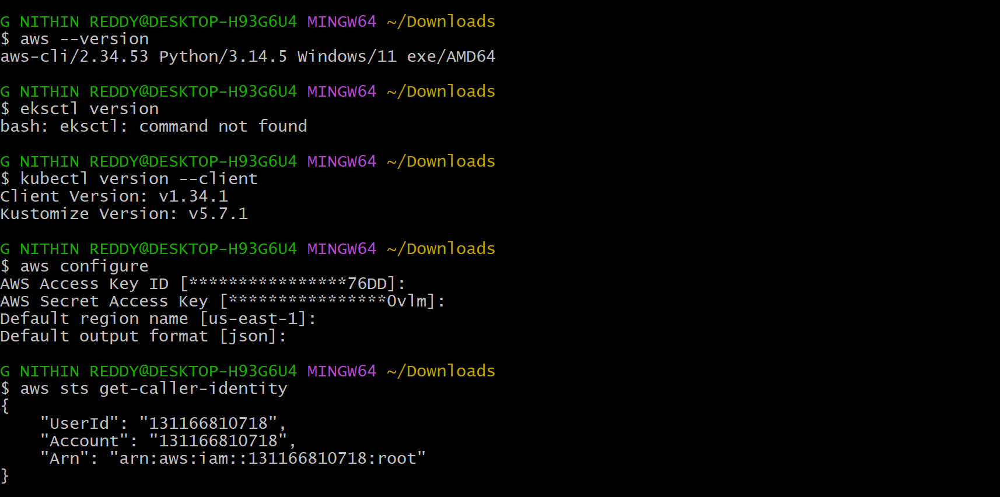 G NITHIN REDDY@DESKTOP-H93G6U4 MINGW64 ~/Downloads
$ aws --version
aws-cli/2.34.53 Python/3.14.5 Windows/11 exe/AMD64
G NITHIN REDDY@DESKTOP-H93G6U4 MINGW64 ~/Downloads
$ eksctl version
bash: eksctl: command not found
G NITHIN REDDY@DESKTOP-H93G6U4 MINGW64 ~/Downloads
$ kubectl version --client
Client Version: v1.34.1
Kustomize Version: v5.7.1
G NITHIN REDDY@DESKTOP-H93G6U4 MINGW64 ~/Downloads
$ aws configure
AWS Access Key ID [****************76DD]:
AWS Secret Access Key [****************0vlm]:
Default region name [us-east-1]:
Default output format [json]:
G NITHIN REDDY@DESKTOP-H93G6U4 MINGW64 ~/Downloads
$ aws sts get-caller-identity
{
    "UserId": "131166810718",
    "Account": "131166810718",
    "Arn": "arn:aws:iam::131166810718:root"
}